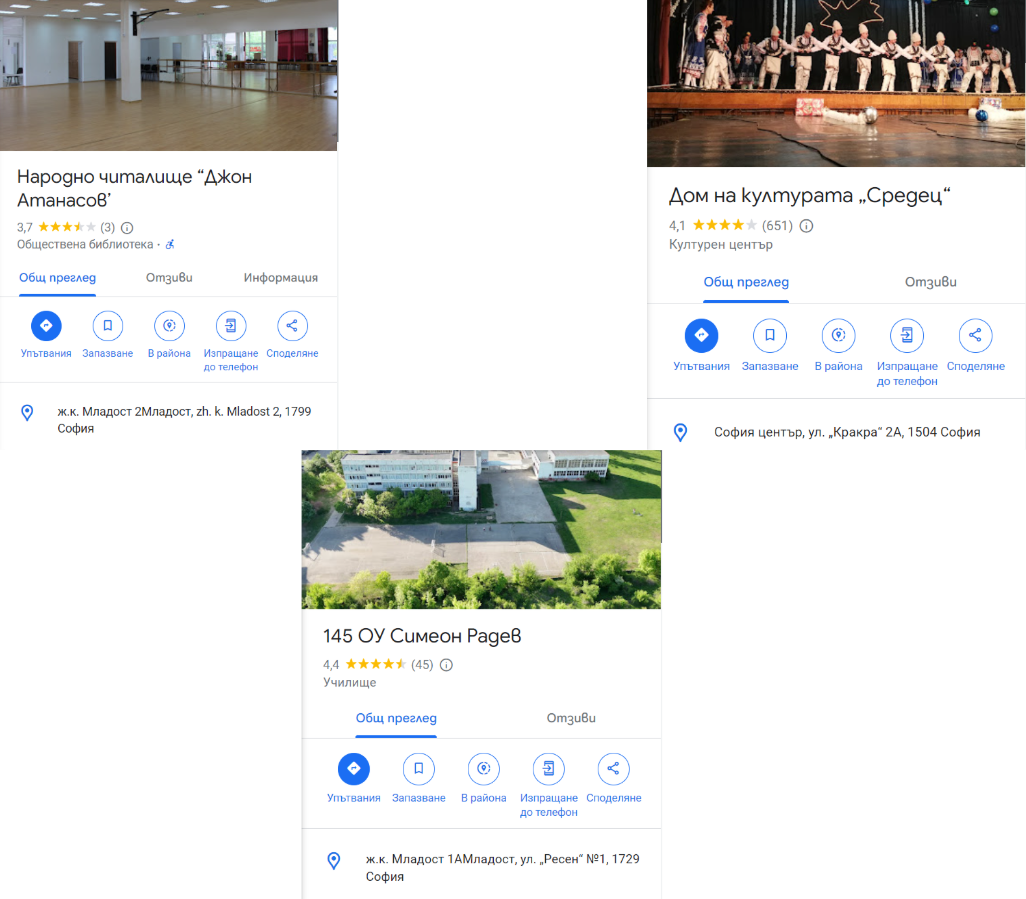 Народно читалище “Джон
Атанасов’
3,7 (3)
Обществена библиотека ·
Общ преглед Отзиви Информация
Упътвания Запазване В района Изпращане до телефон Споделяне
ж.к. Младост 2Младост, zh. k. Mladost 2, 1799
София
Дом на културата „Средец“
4,1 (651)
Културен център
Общ преглед Отзиви
Упътвания Запазване В района Изпращане до телефон Споделяне
София център, ул. „Кракра“ 2А, 1504 София
145 ОУ Симеон Радев
4,4 (45)
Училище
Общ преглед Отзиви
Упътвания Запазване В района Изпращане до телефон Споделяне
ж.к. Младост 1АМладост, ул. „Ресен“ №1, 1729
София